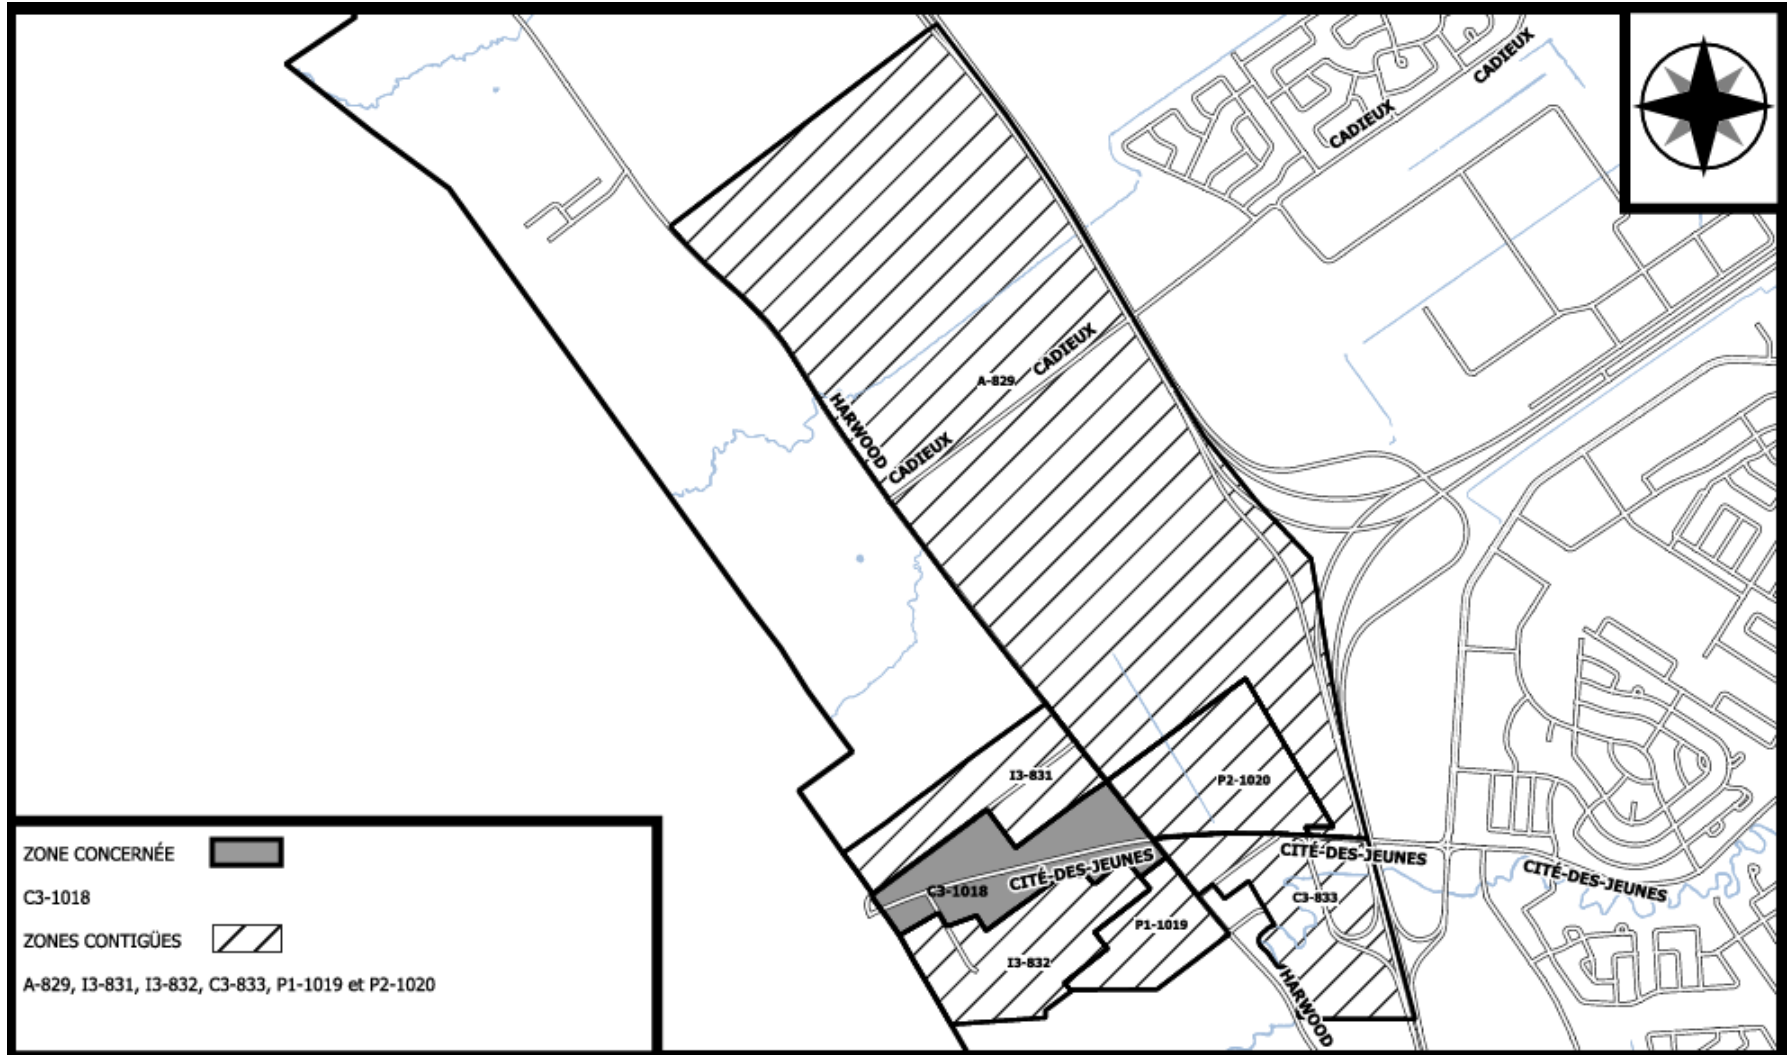 CADIEUX
CADIEUX
CADIEUX
A-829
HARWOOD
CADIEUX
I3-831
P2-1020
CITÉ-DES-JEUNES
CITÉ-DES-JEUNES
CITÉ-DES-JEUNES
C3-1018
C3-833
P1-1019
I3-832
HARWOOD
ZONE CONCERNÉE
C3-1018
ZONES CONTIGÜES
A-829, I3-831, I3-832, C3-833, P1-1019 et P2-1020